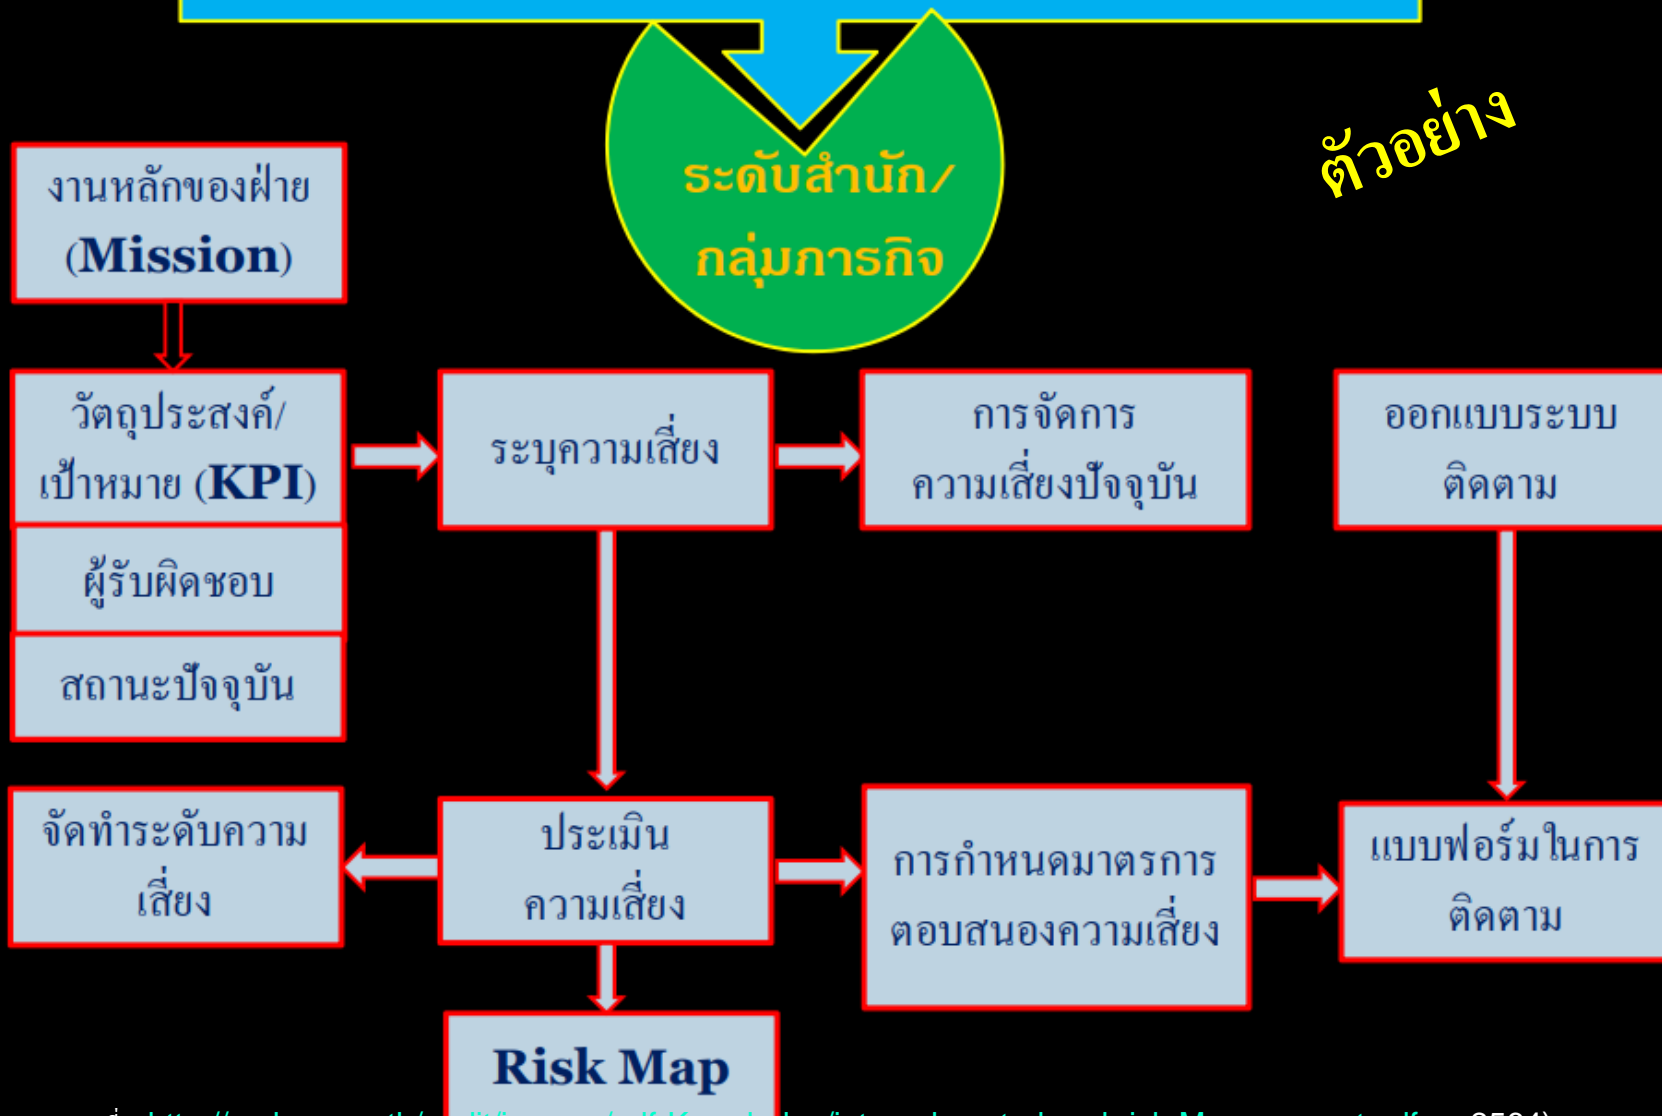 ตัวอย่าง
ระดับสำนัก/
กลุ่มภารกิจ
งานหลักของฝ่าย
(Mission)
วัตถุประสงค์/
เป้าหมาย (KPI)
ผู้รับผิดชอบ
สถานะปัจจุบัน
ระบุความเสี่ยง
การจัดการ
ความเสี่ยงปัจจุบัน
ออกแบบระบบ
ติดตาม
จัดทำระดับความ
เสี่ยง
ประเมิน
ความเสี่ยง
การกำหนดมาตรการ
ตอบสนองความเสี่ยง
แบบฟอร์มในการ
ติดตาม
Risk Map